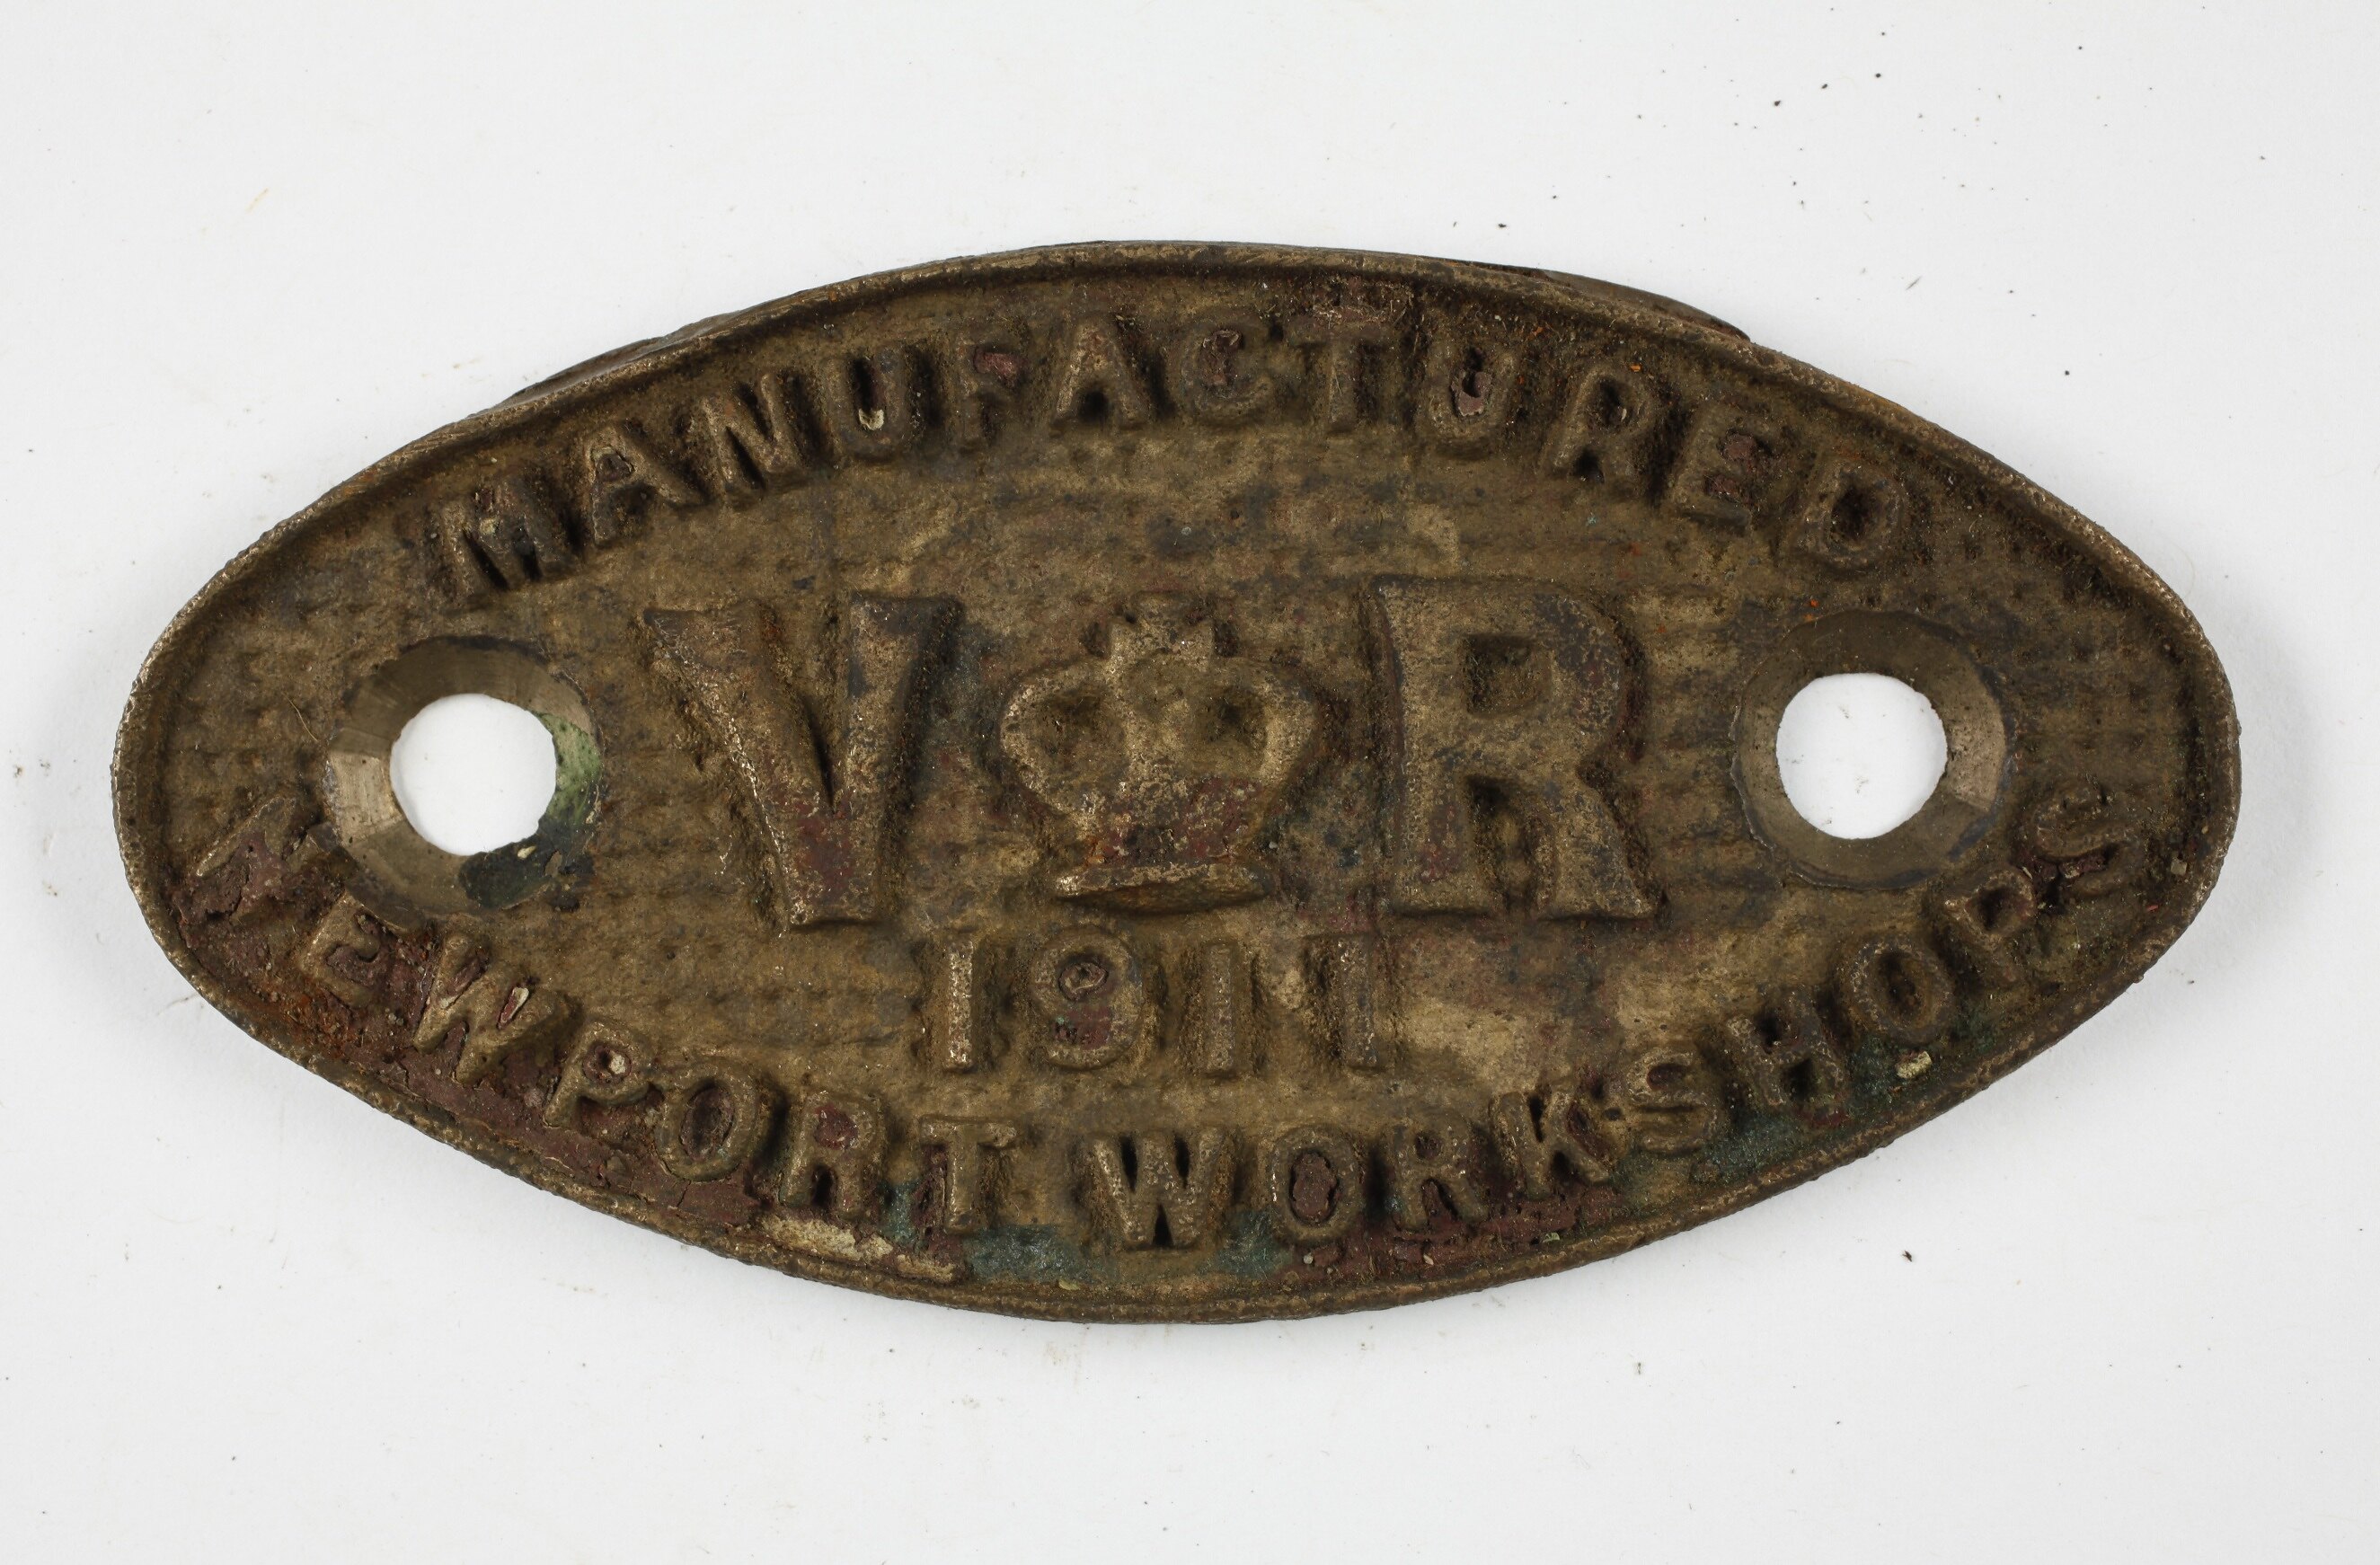 MANUFACTURED
V R
1911
NEWPORT WORKSHOPS